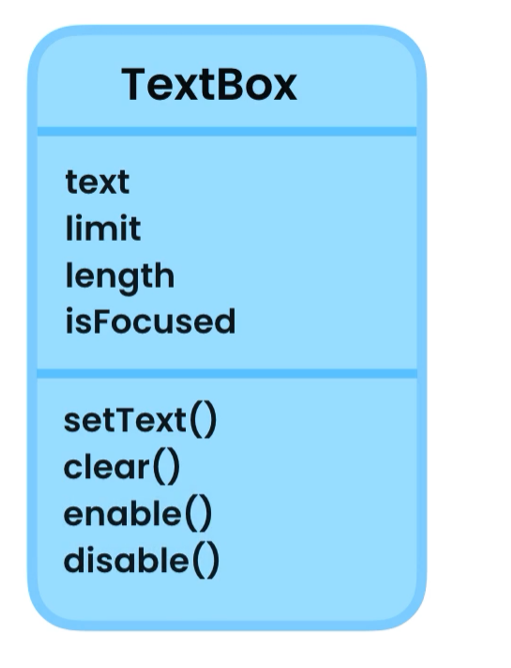 TextBox
text
limit
length
isFocused
setText()
clear()
enable()
disable()